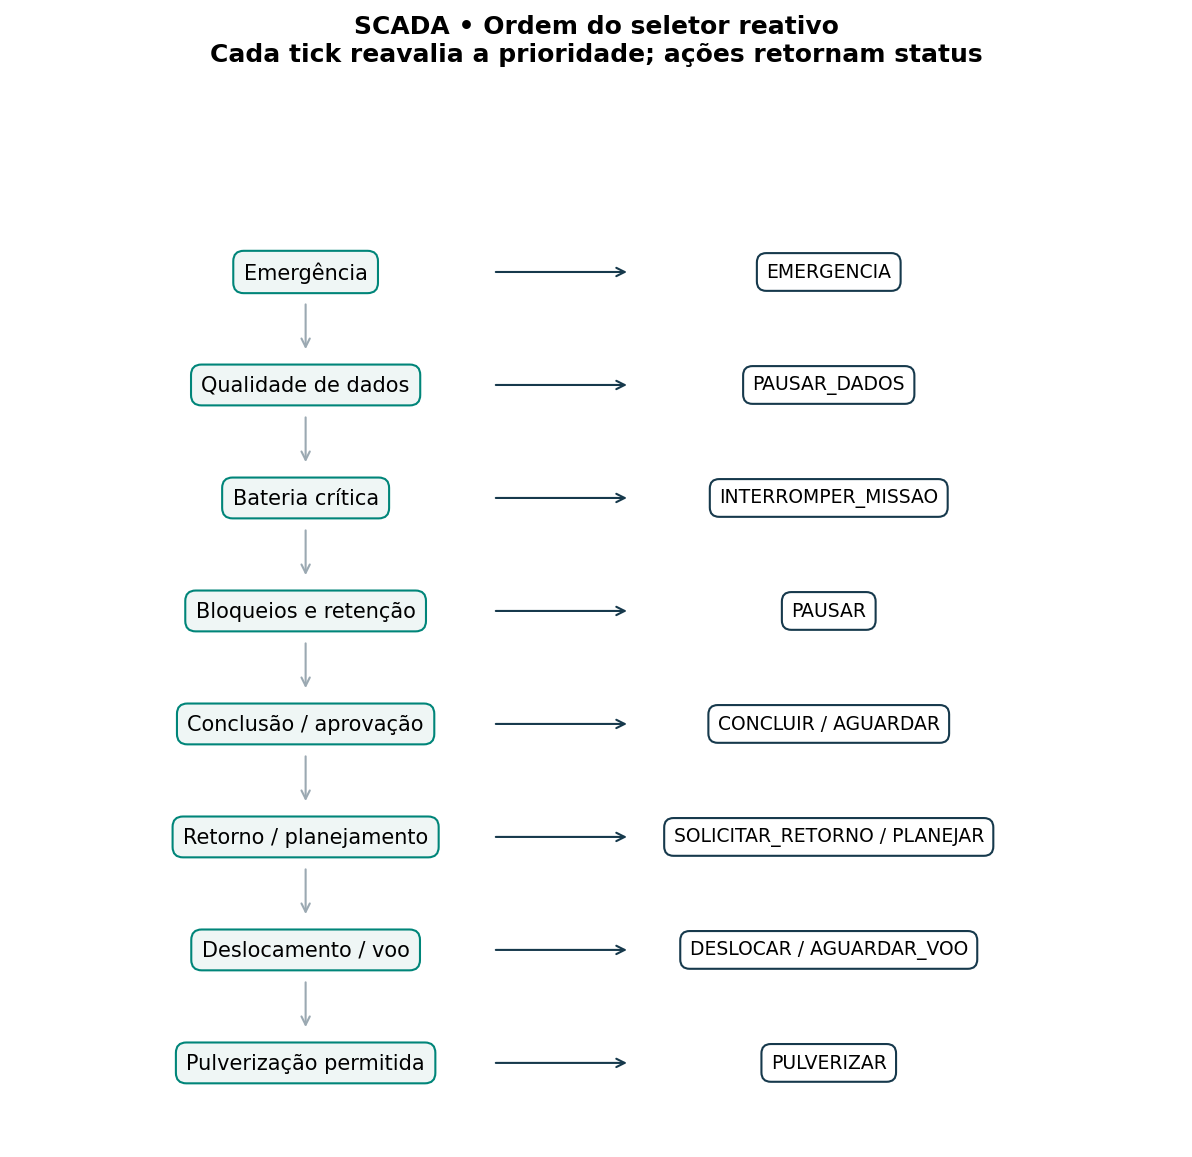 SCADA • Ordem do seletor reativo
Cada tick reavalia a prioridade; ações retornam status
Emergência
EMERGENCIA
Qualidade de dados
PAUSAR_DADOS
Bateria crítica
INTERROMPER_MISSAO
Bloqueios e retenção
PAUSAR
Conclusão / aprovação
CONCLUIR / AGUARDAR
Retorno / planejamento
SOLICITAR_RETORNO / PLANEJAR
Deslocamento / voo
DESLOCAR / AGUARDAR_VOO
Pulverização permitida
PULVERIZAR